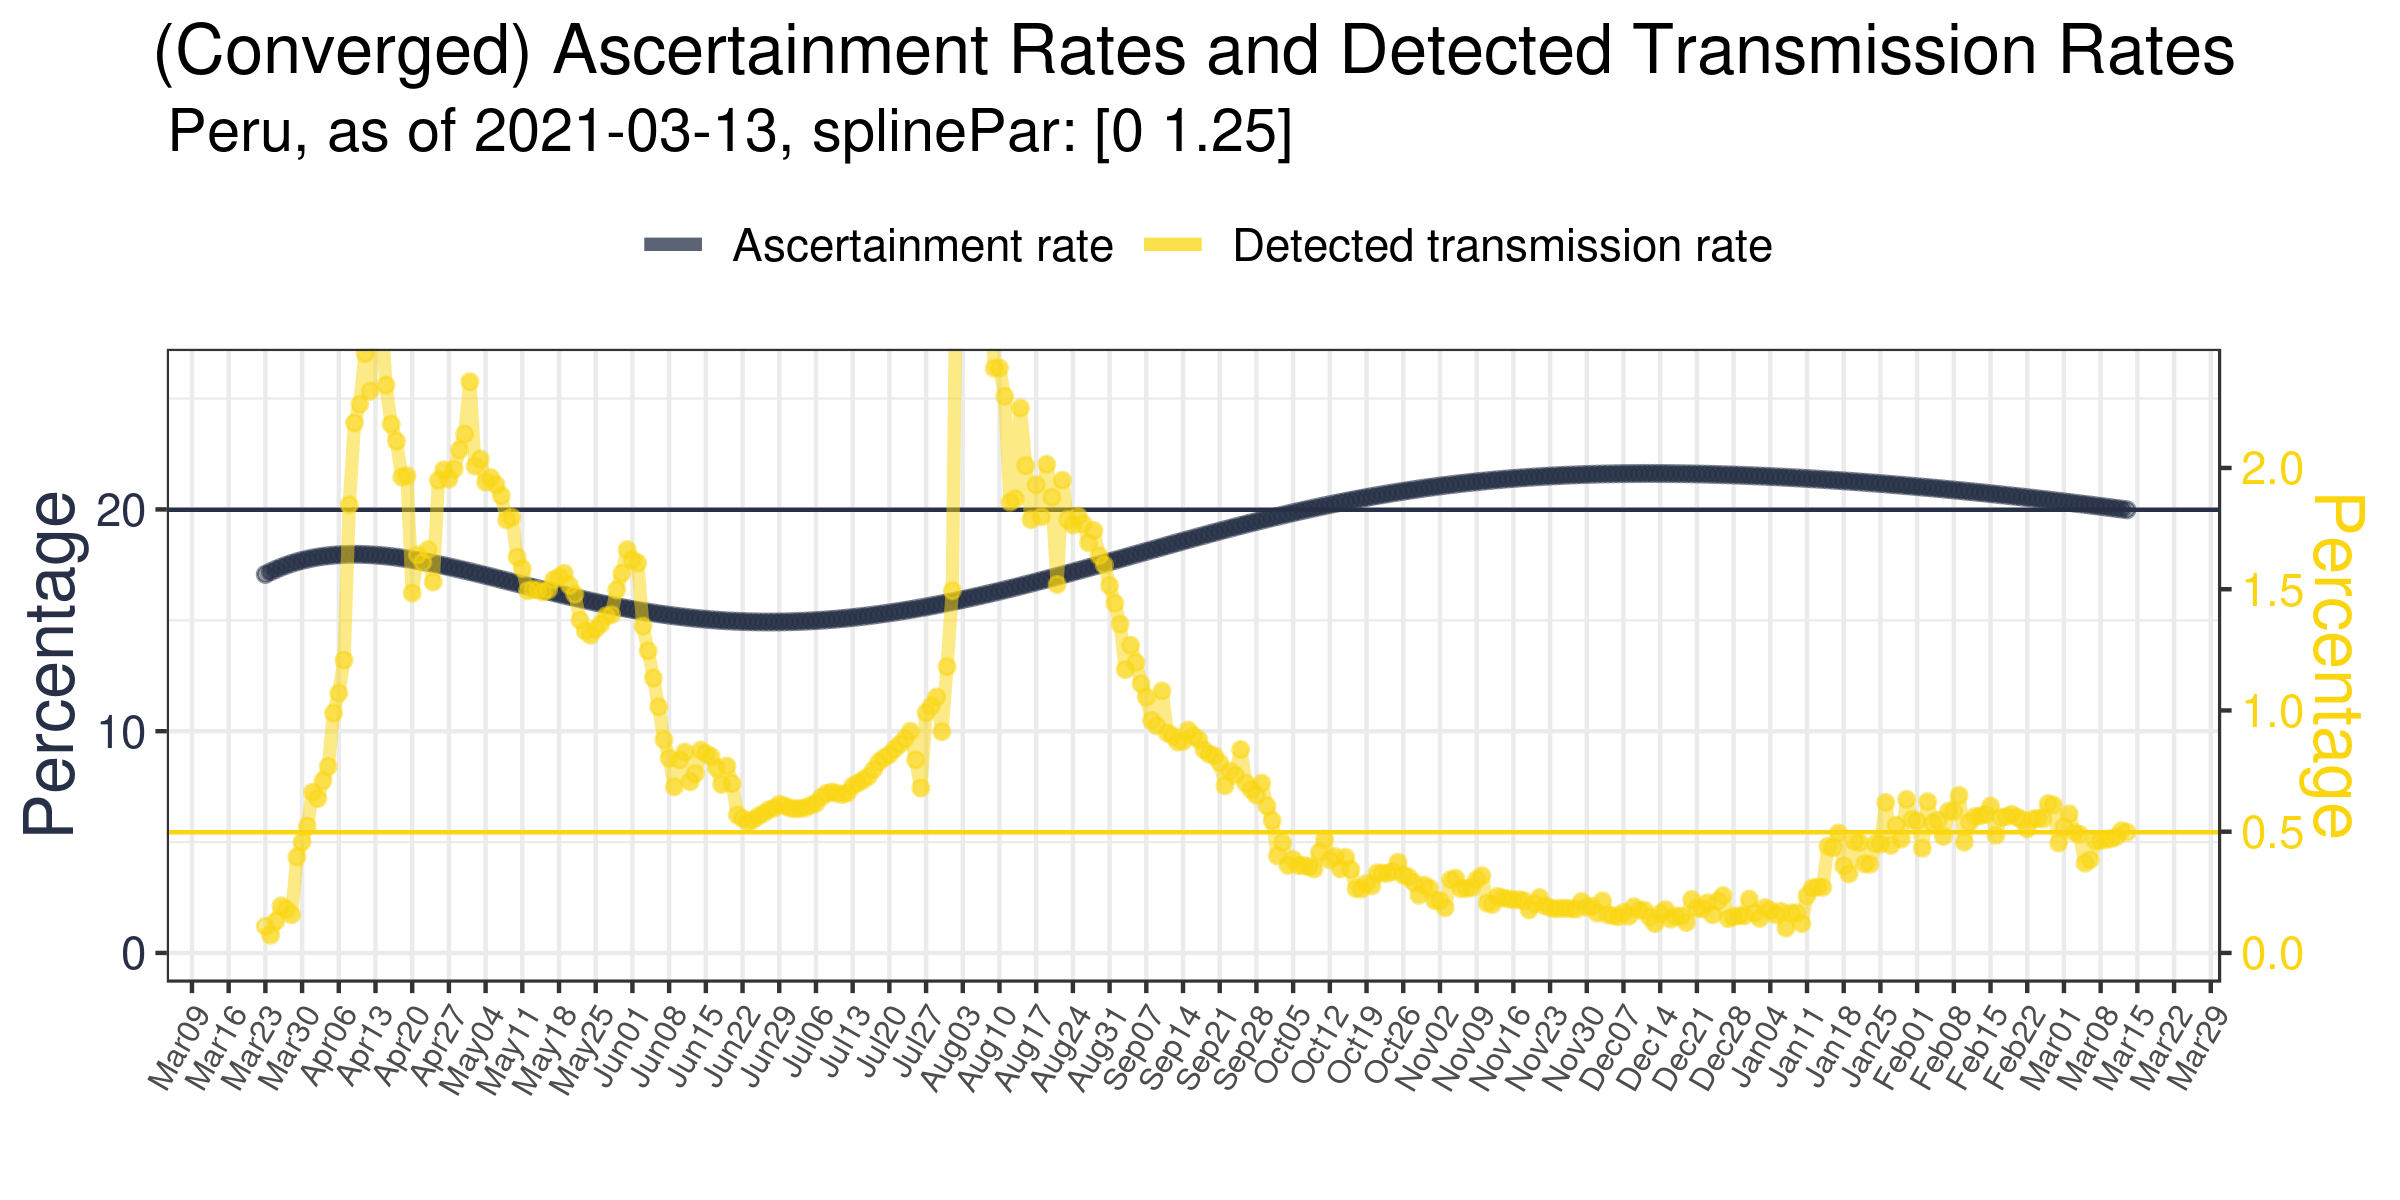 (Converged) Ascertainment Rates and Detected Transmission Rates
Peru, as of 2021-03-13, splinePar: [0 1.25]
Ascertainment rate
Detected transmission rate
Percentage
20
10
0
2.0
1.5
1.0
0.5
0.0
Percentage
Mar09
Mar16
Mar23
Mar30
Apr06
Apr13
Apr20
Apr27
May04
May11
May18
May25
Jun01
Jun08
Jun15
Jun22
Jun29
Jul06
Jul13
Jul20
Jul27
Aug03
Aug10
Aug17
Aug24
Aug31
Sep07
Sep14
Sep21
Sep28
Oct05
Oct12
Oct19
Oct26
Nov02
Nov09
Nov16
Nov23
Nov30
Dec07
Dec14
Dec21
Dec28
Jan04
Jan11
Jan18
Jan25
Feb01
Feb08
Feb15
Feb22
Mar01
Mar08
Mar15
Mar22
Mar29